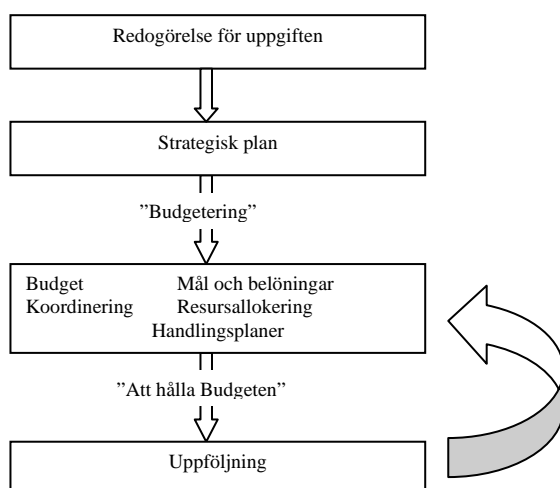 Redogörelse för uppgiften
Strategisk plan
”Budgetering”
Budget Mål och belöningar
Koordinering Resursallokering
Handlingsplaner
”Att hålla Budgeten”
Uppföljning